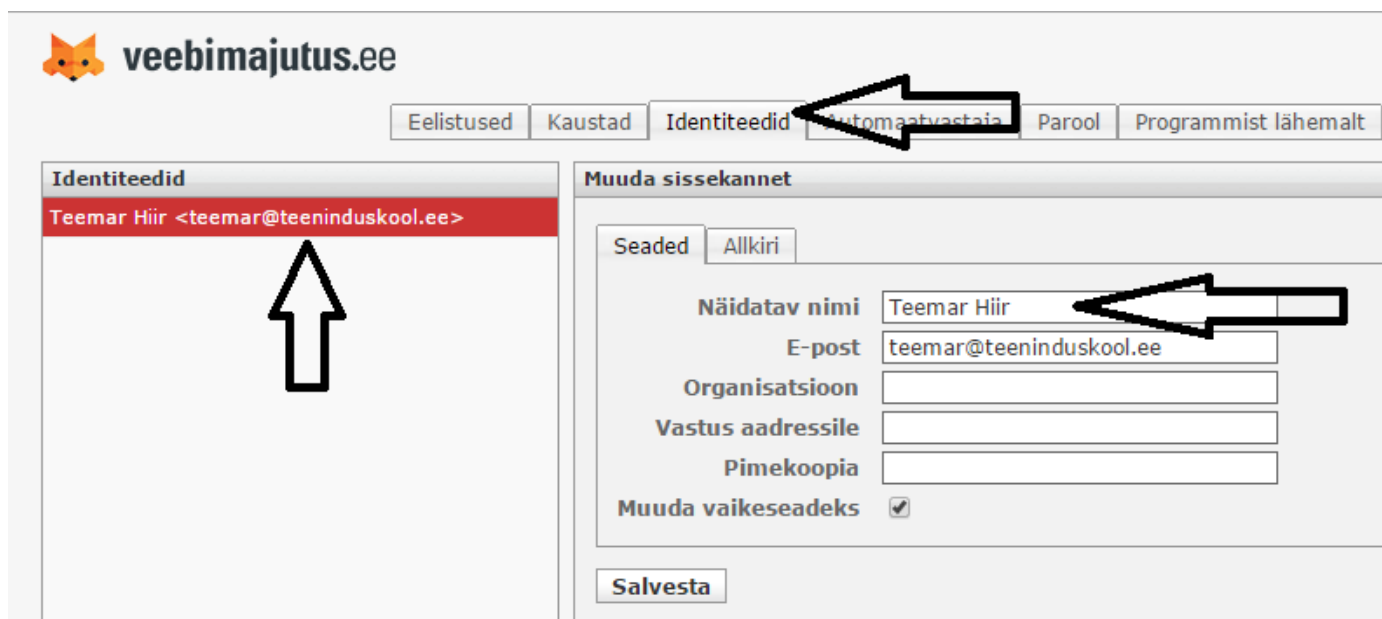 veebimajutus.ee
Eelistused Kaustad Identiteedid Automaatvastaja Parool Programmist lähemalt
Identiteedid
Teemar Hiir <teemar@teeninduskool.ee>
Muuda sissekannet
Seaded Allkiri
Näidatav nimi Teemar Hiir
E-post teemar@teeninduskool.ee
Organisatsioon
Vastus aadressile
Pimekoopia
Muuda vaikeseadeks
Salvesta